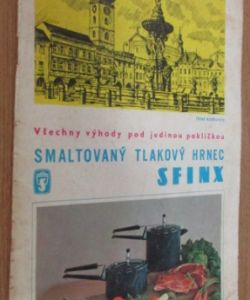 Všechny výhody pod jedinou pokličkou
SMALTOVANÝ TLAKOVÝ HRNEC
SFINX